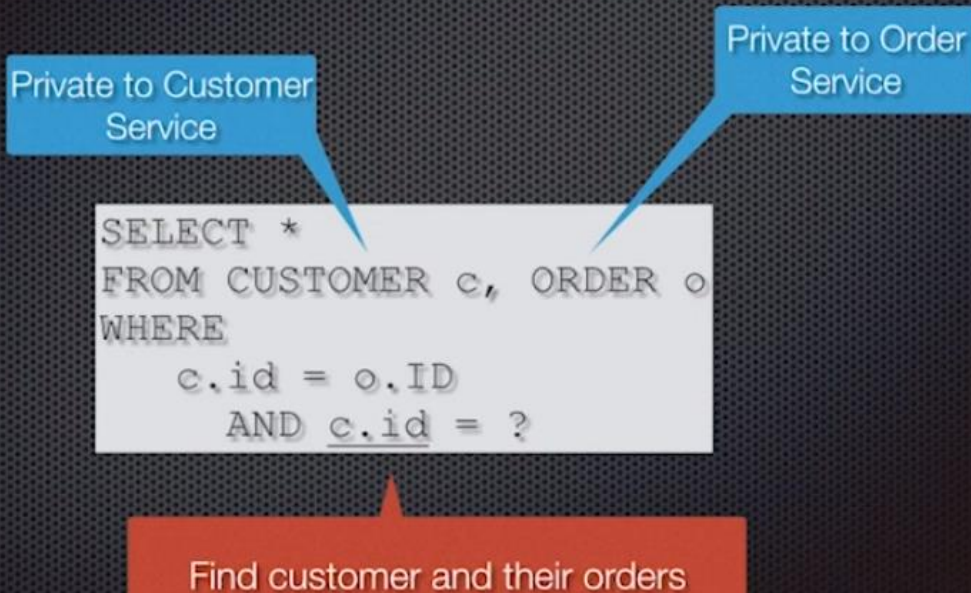 Private to Customer
Service
Private to Order
Service
SELECT *
FROM CUSTOMER c, ORDER o
WHERE
c.id = o.ID
AND c.id = ?
Find customer and their orders